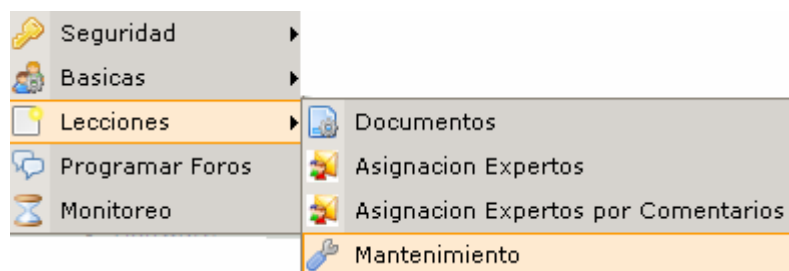 Seguridad
Basicas
Lecciones
Programar Foros
Monitoreo
Documentos
Asignacion Expertos
Asignacion Expertos por Comentarios
Mantenimiento